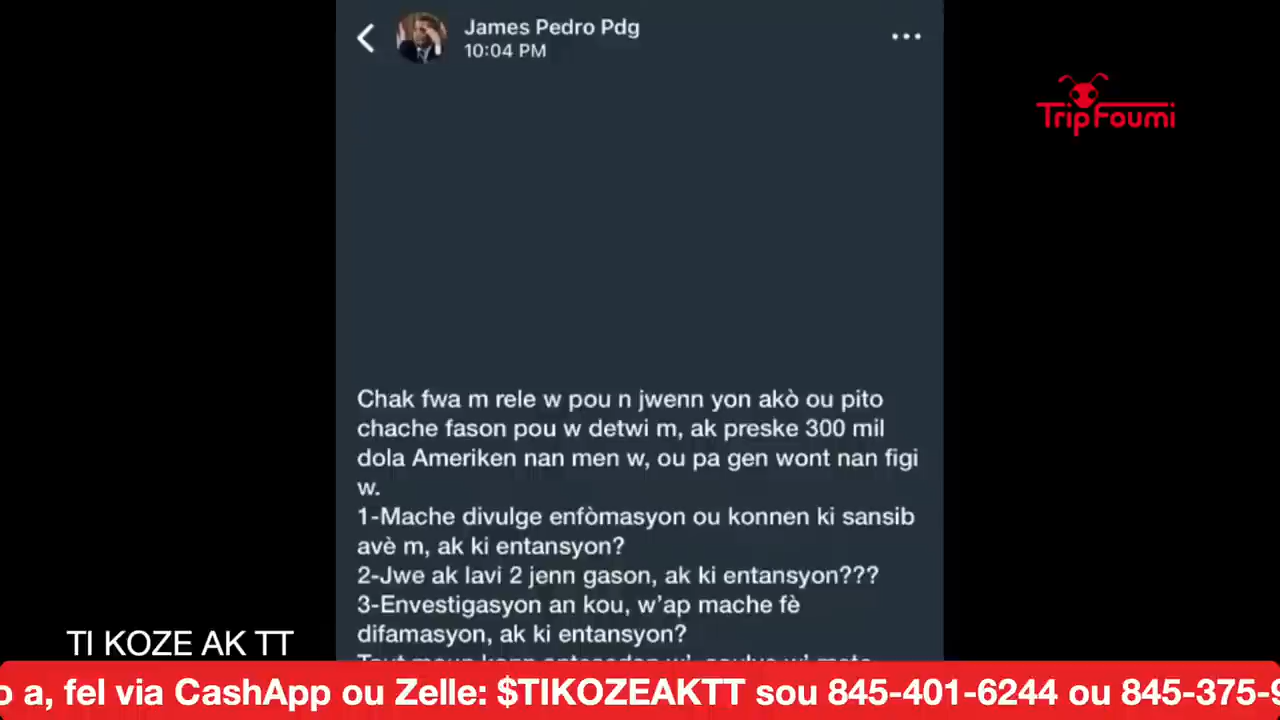 James Pedro Pdg
10:04 PM
TripFoumi
Chak fwa m rele w pou n jwenn yon akò ou pito
chache fason pou w detwi m, ak preske 300 mil
dola Ameriken nan men w, ou pa gen wont nan figi
w.
1-Mache divulge enfòmasyon ou konnen ki sansib
avè m, ak ki entansyon?
2-Jwe ak lavi 2 jenn gason, ak ki entansyon???
3-Envestigasyon an kou, w'ap mache fè
difamasyon, ak ki entansyon?
TI KOZE AK TT
o a, fel via CashApp ou Zelle: $TIKOZEAKTT sou 845-401-6244 ou 845-375-9